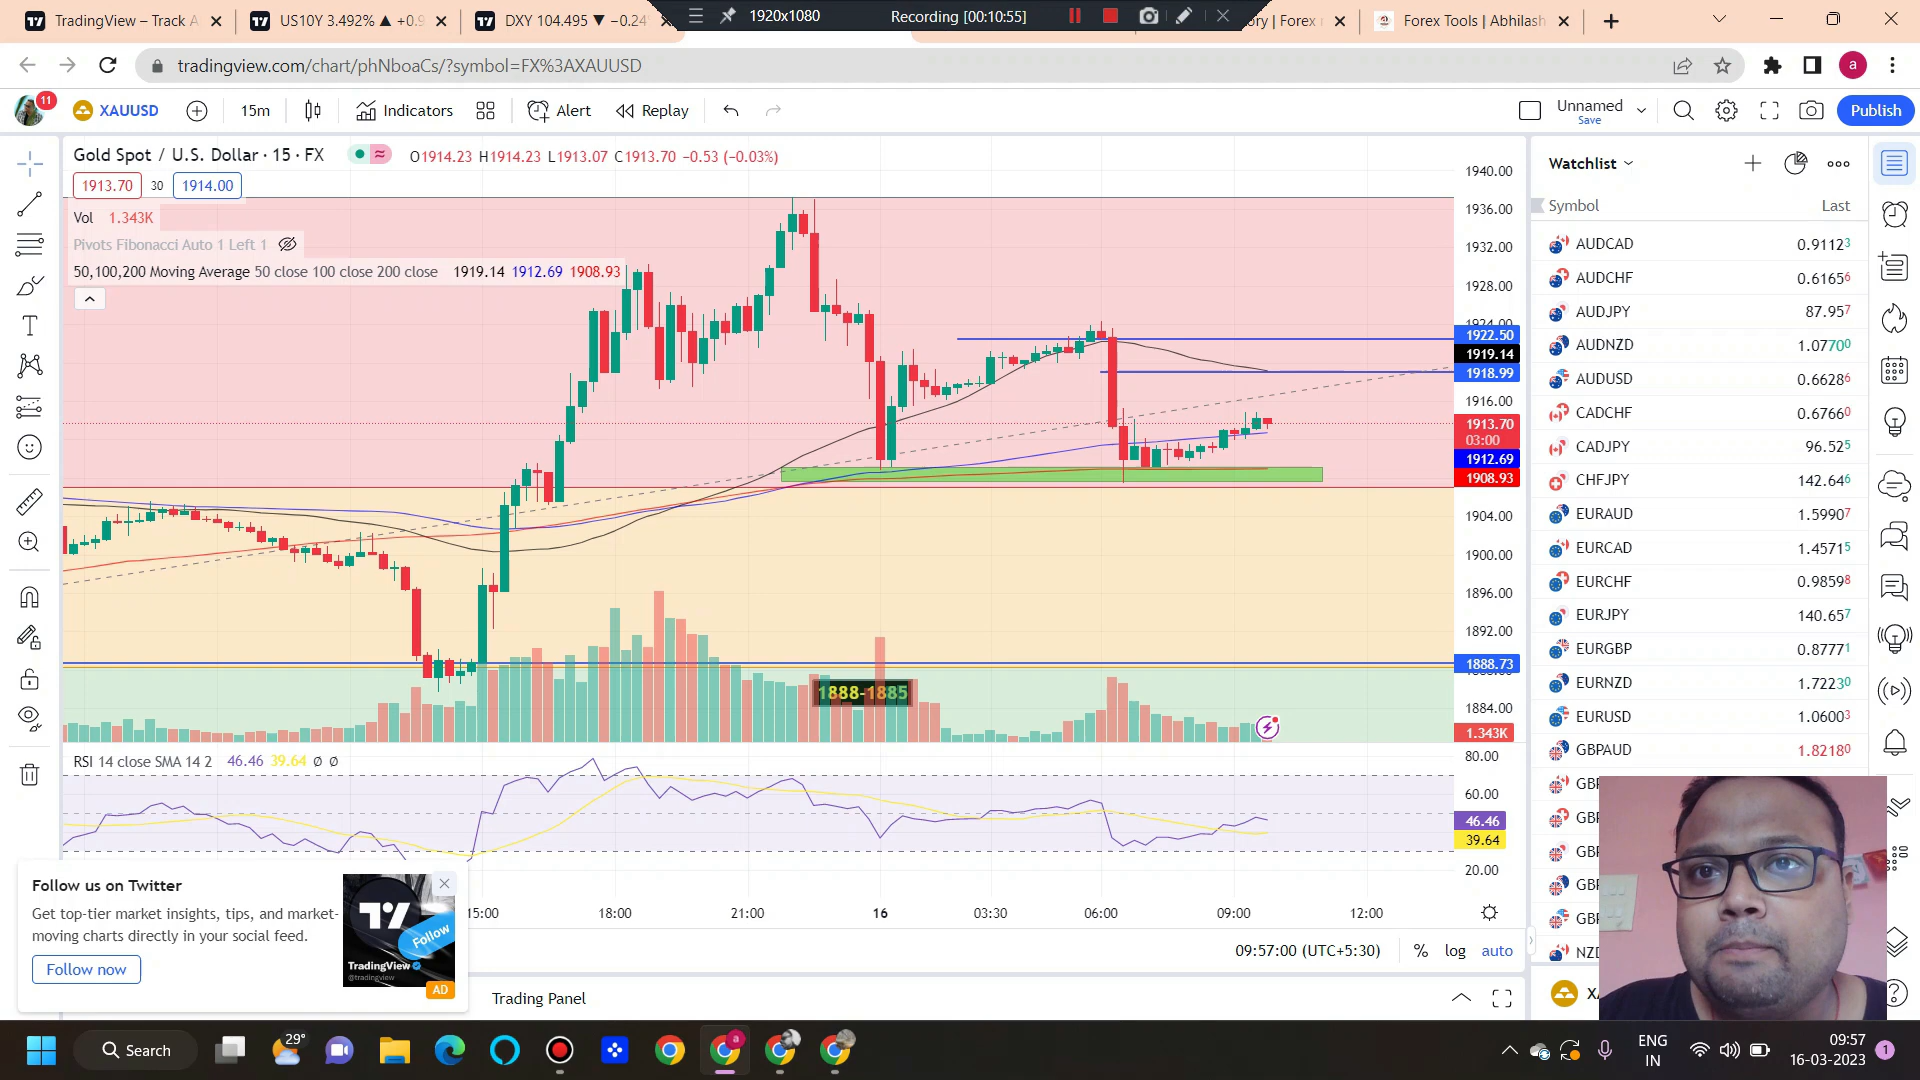 TradingView – Track A
US10Y 3.492% ▲ +0.9
DXY 104.495 ▼ −0.24
1920x1080
Recording [00:10:55]
ory | Forex
Forex Tools | Abhilash
tradingview.com/chart/phNboaCs/?symbol=FX%3AXAUUSD
a
11
XAUUSD
15m
Indicators
Alert
Replay
Unnamed
Save
Publish
Gold Spot / U.S. Dollar · 15 · FX
O1914.23 H1914.23 L1913.07 C1913.70 −0.53 (−0.03%)
1913.70 30 1914.00
Vol 1.343K
Pivots Fibonacci Auto 1 Left 1
50,100,200 Moving Average 50 close 100 close 200 close 1919.14 1912.69 1908.93
1940.00
1936.00
1932.00
1928.00
1924.00
1922.50
1919.14
1918.99
1916.00
1913.70
03:00
1912.69
1908.93
1904.00
1900.00
1896.00
1892.00
1888.73
1884.00
1.343K
1888-1885
RSI 14 close SMA 14 2 46.46 39.64 Ø Ø
80.00
60.00
46.46
39.64
20.00
15:00 18:00 21:00 16 03:30 06:00 09:00 12:00
09:57:00 (UTC+5:30) % log auto
Trading Panel
Follow us on Twitter
Get top-tier market insights, tips, and market-
moving charts directly in your social feed.
Follow now
Follow
TradingView
@tradingview
AD
Watchlist
Symbol Last
AUDCAD 0.91123
AUDCHF 0.61656
AUDJPY 87.957
AUDNZD 1.07700
AUDUSD 0.66286
CADCHF 0.67660
CADJPY 96.525
CHFJPY 142.646
EURAUD 1.59907
EURCAD 1.45715
EURCHF 0.98598
EURJPY 140.657
EURGBP 0.87771
EURNZD 1.72230
EURUSD 1.06003
GBPAUD 1.82180
GBP
GBP
GBP
GBP
GBP
NZD
Search
29°
ENG
IN
09:57
16-03-2023
1